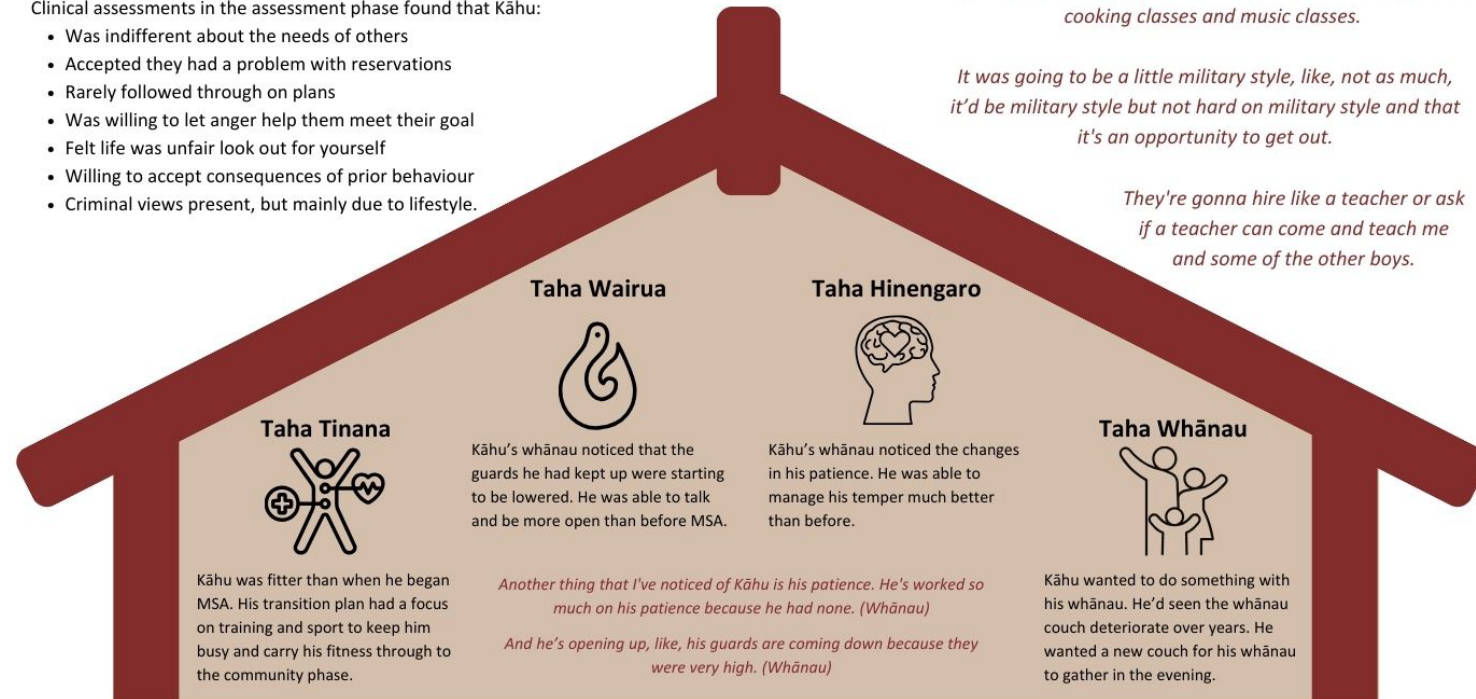 Clinical assessments in the assessment phase found that Kāhu:
• Was indifferent about the needs of others
• Accepted they had a problem with reservations
• Rarely followed through on plans
• Was willing to let anger help them meet their goal
• Felt life was unfair look out for yourself
• Willing to accept consequences of prior behaviour
• Criminal views present, but mainly due to lifestyle.
cooking classes and music classes.
It was going to be a little military style, like, not as much,
it'd be military style but not hard on military style and that
it's an opportunity to get out.
They're gonna hire like a teacher or ask
if a teacher can come and teach me
and some of the other boys.
Taha Tinana
Kāhu was fitter than when he began
MSA. His transition plan had a focus
on training and sport to keep him
busy and carry his fitness through to
the community phase.
Taha Wairua
Kāhu's whānau noticed that the
guards he had kept up were starting
to be lowered. He was able to talk
and be more open than before MSA.
Taha Hinengaro
Kāhu's whānau noticed the changes
in his patience. He was able to
manage his temper much better
than before.
Another thing that I've noticed of Kāhu is his patience. He's worked so
much on his patience because he had none. (Whānau)
And he's opening up, like, his guards are coming down because they
were very high. (Whānau)
Taha Whānau
Kāhu wanted to do something with
his whānau. He'd seen the whānau
couch deteriorate over years. He
wanted a new couch for his whānau
to gather in the evening.